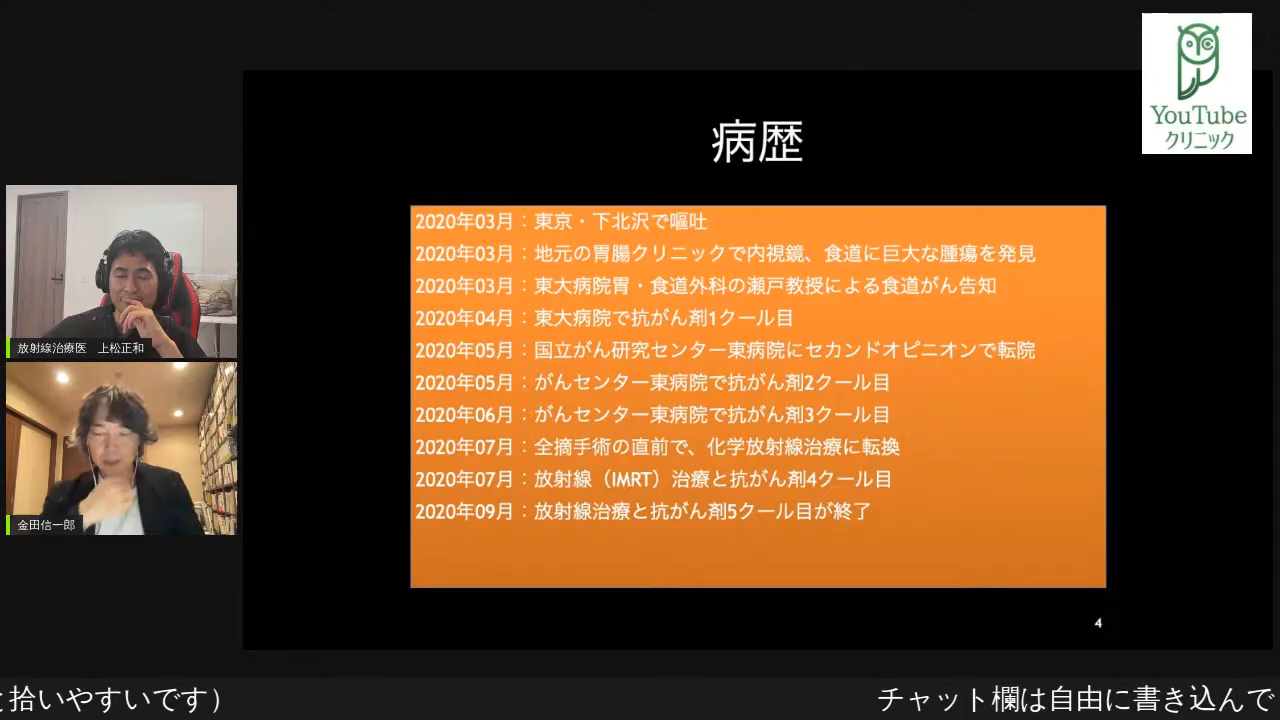 YouTube
クリニック
病歴
2020年03月：東京・下北沢で嘔吐
2020年03月：地元の胃腸クリニックで内視鏡、食道に巨大な腫瘍を発見
2020年03月：東大病院胃・食道外科の瀬戸教授による食道がん告知
2020年04月：東大病院で抗がん剤1クール目
2020年05月：国立がん研究センター東病院にセカンドオピニオンで転院
2020年05月：がんセンター東病院で抗がん剤2クール目
2020年06月：がんセンター東病院で抗がん剤3クール目
2020年07月：全摘手術の直前で、化学放射線治療に転換
2020年07月：放射線（IMRT）治療と抗がん剤4クール目
2020年09月：放射線治療と抗がん剤5クール目が終了
4
放射線治療医　上松正和
金田信一郎
と拾いやすいです）
チャット欄は自由に書き込んで